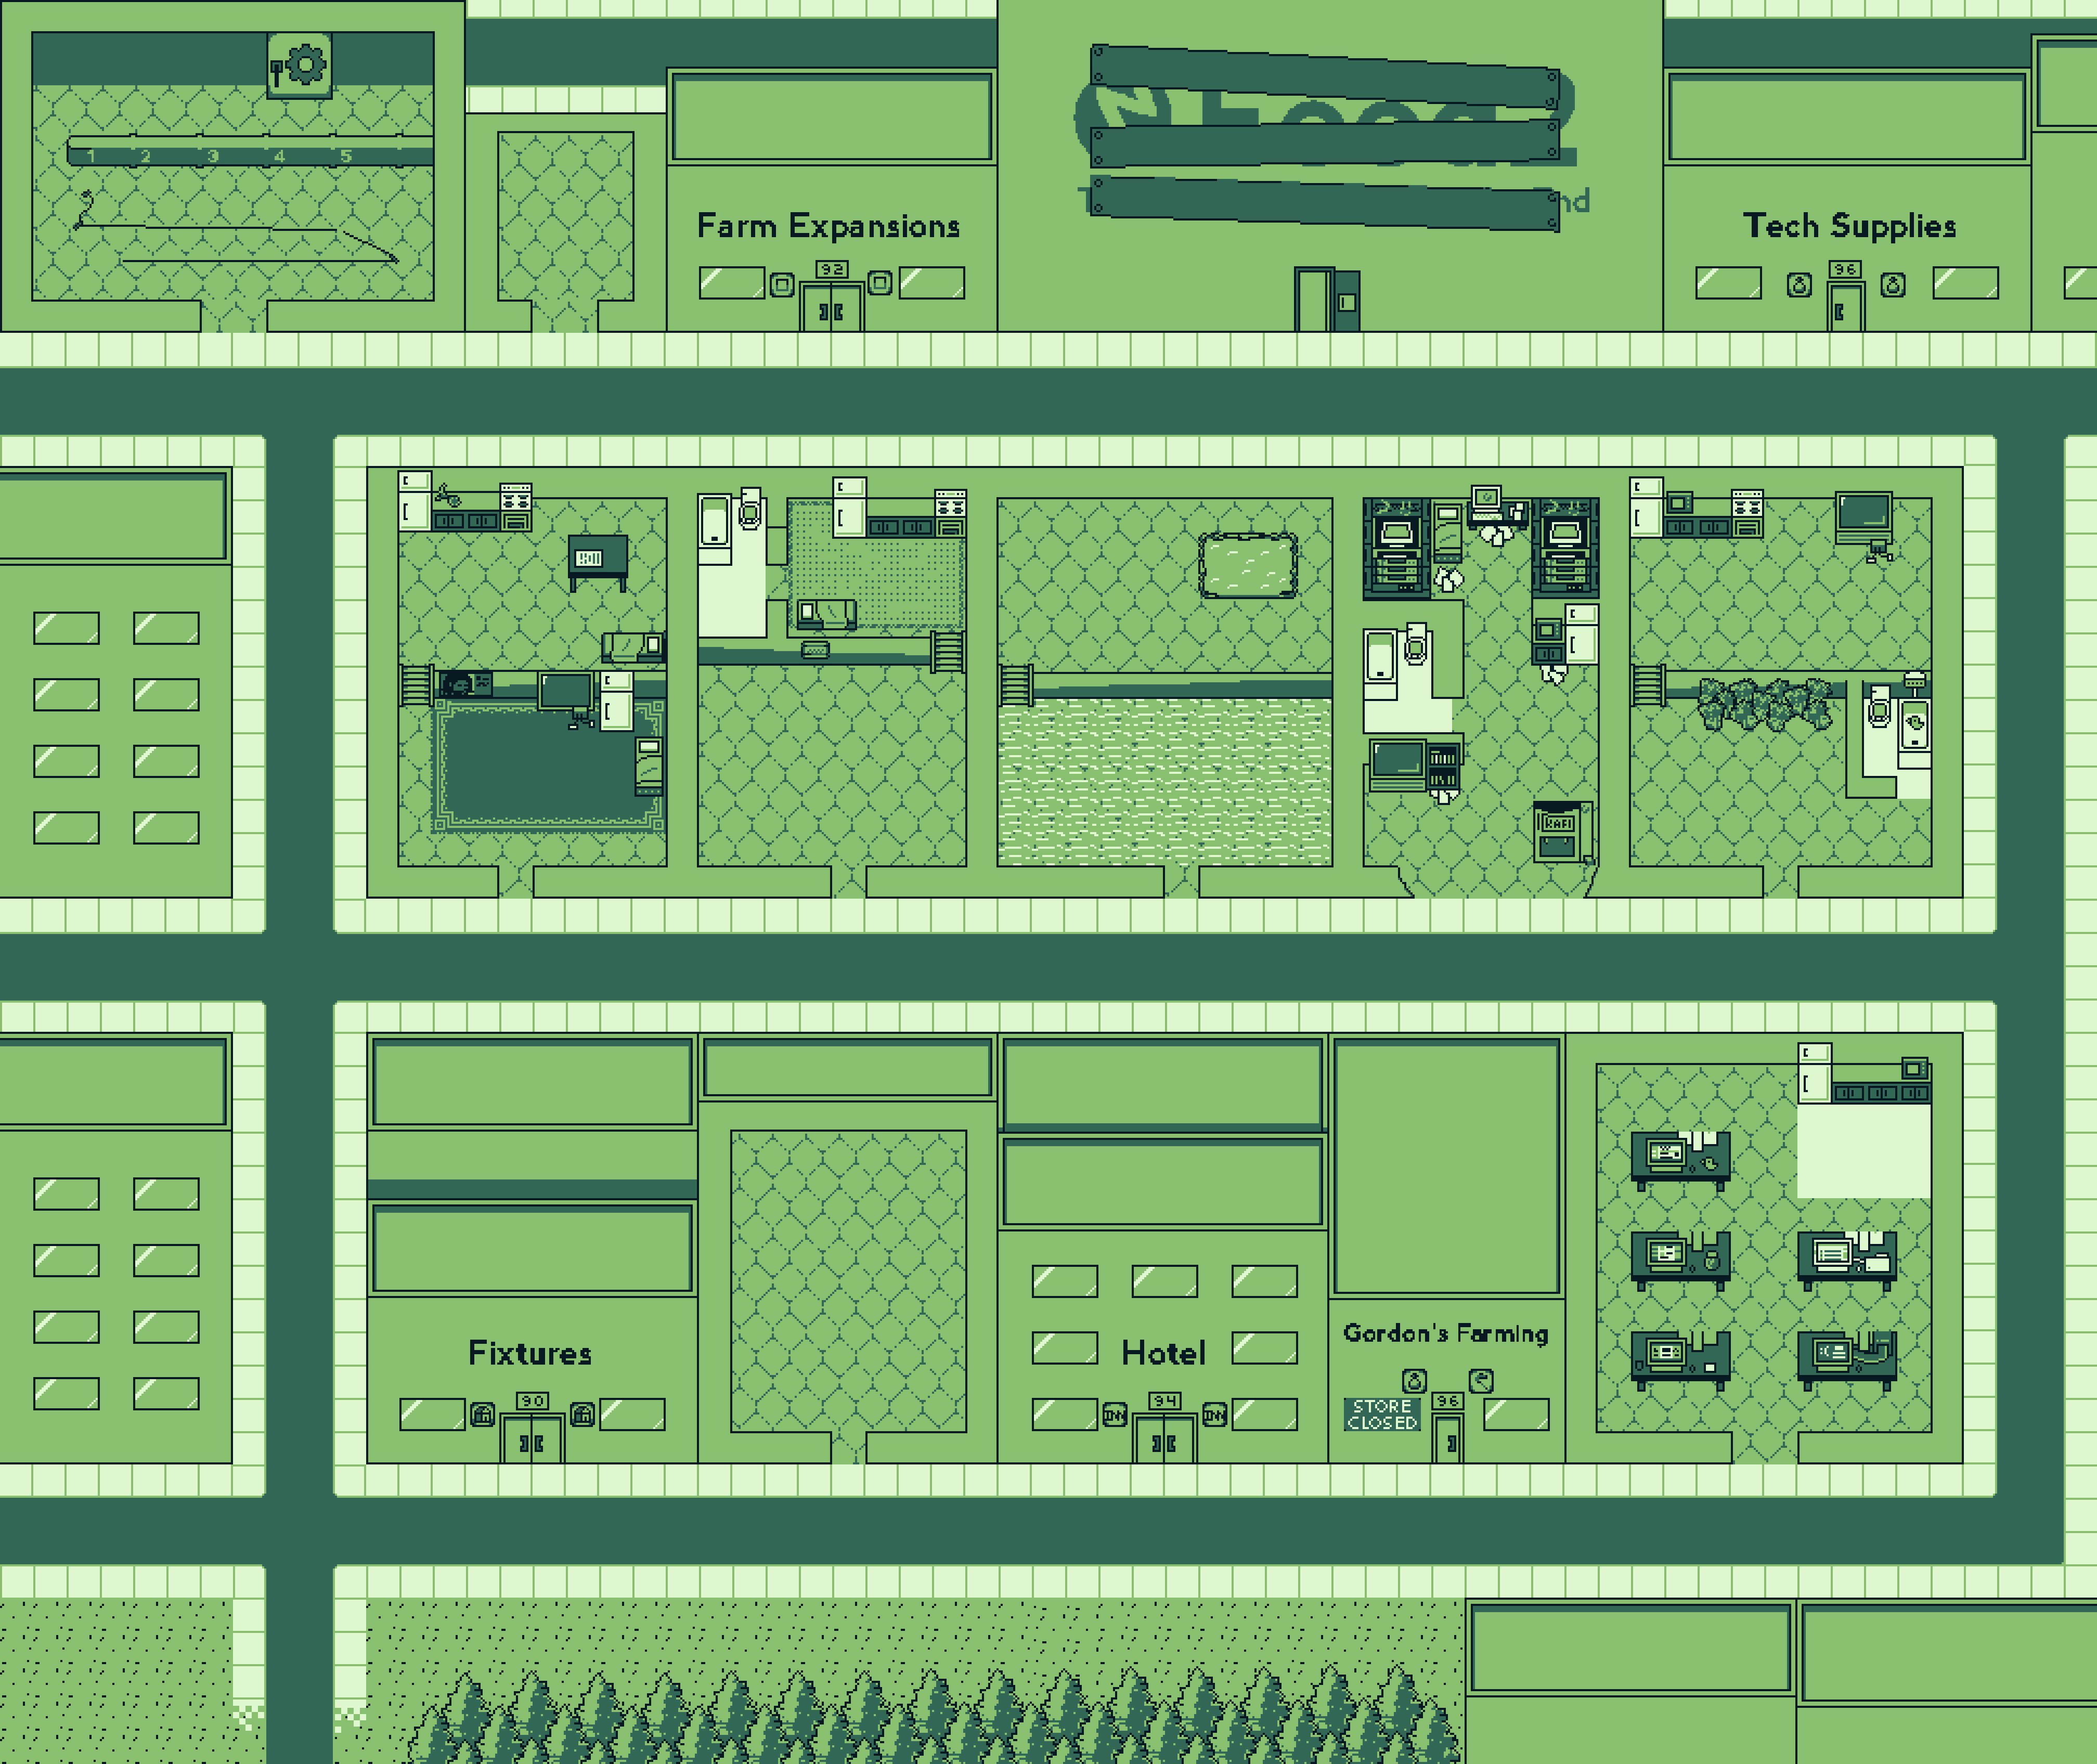 1 2 3 4 5
Farm Expansions
92
nd
Tech Supplies
96
Fixtures
90
Hotel
INN
94
INN
Gordon's Farming
STORE
CLOSED
96